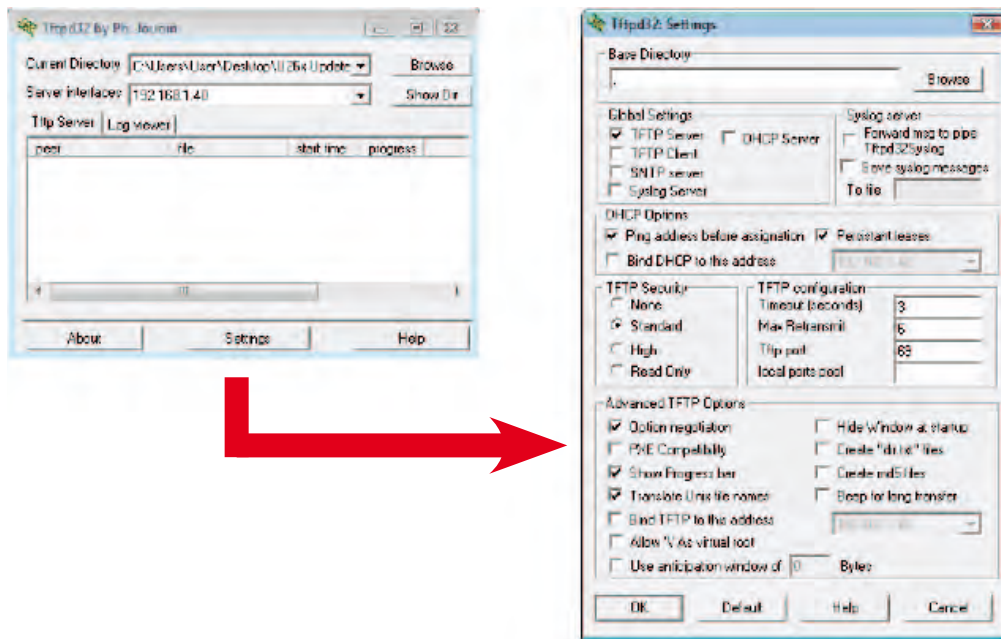 Tftpd32 by Ph. Jounin
Current Directory C:\Users\User\Desktop\ Update Browse
Server interfaces 192.168.1.40 Show Dir
Tftp Server Log viewer
peer file start time progress
About Settings Help
Tftpd32: Settings
Base Directory
. Browse
Global Settings
TFTP Server DHCP Server
TFTP Client
SNTP server
Syslog Server
Syslog server
Forward msg to pipe
Tftpd32Syslog
Save syslog messages
To file
DHCP Options
Ping address before assignation Persistant leases
Bind DHCP to this address
TFTP Security
None
Standard
High
Read Only
TFTP configuration
Timeout (seconds) 3
Max Retransmit 6
Tftp port 69
local ports pool
Advanced TFTP Options
Option negotiation Hide Window at startup
PXE Compatibility Create "dir.txt" files
Show Progress bar Create md5 files
Translate Unix file names Beep for long transfer
Bind TFTP to this address
Allow '\' As virtual root
Use anticipation window of 0 Bytes
OK Default Help Cancel